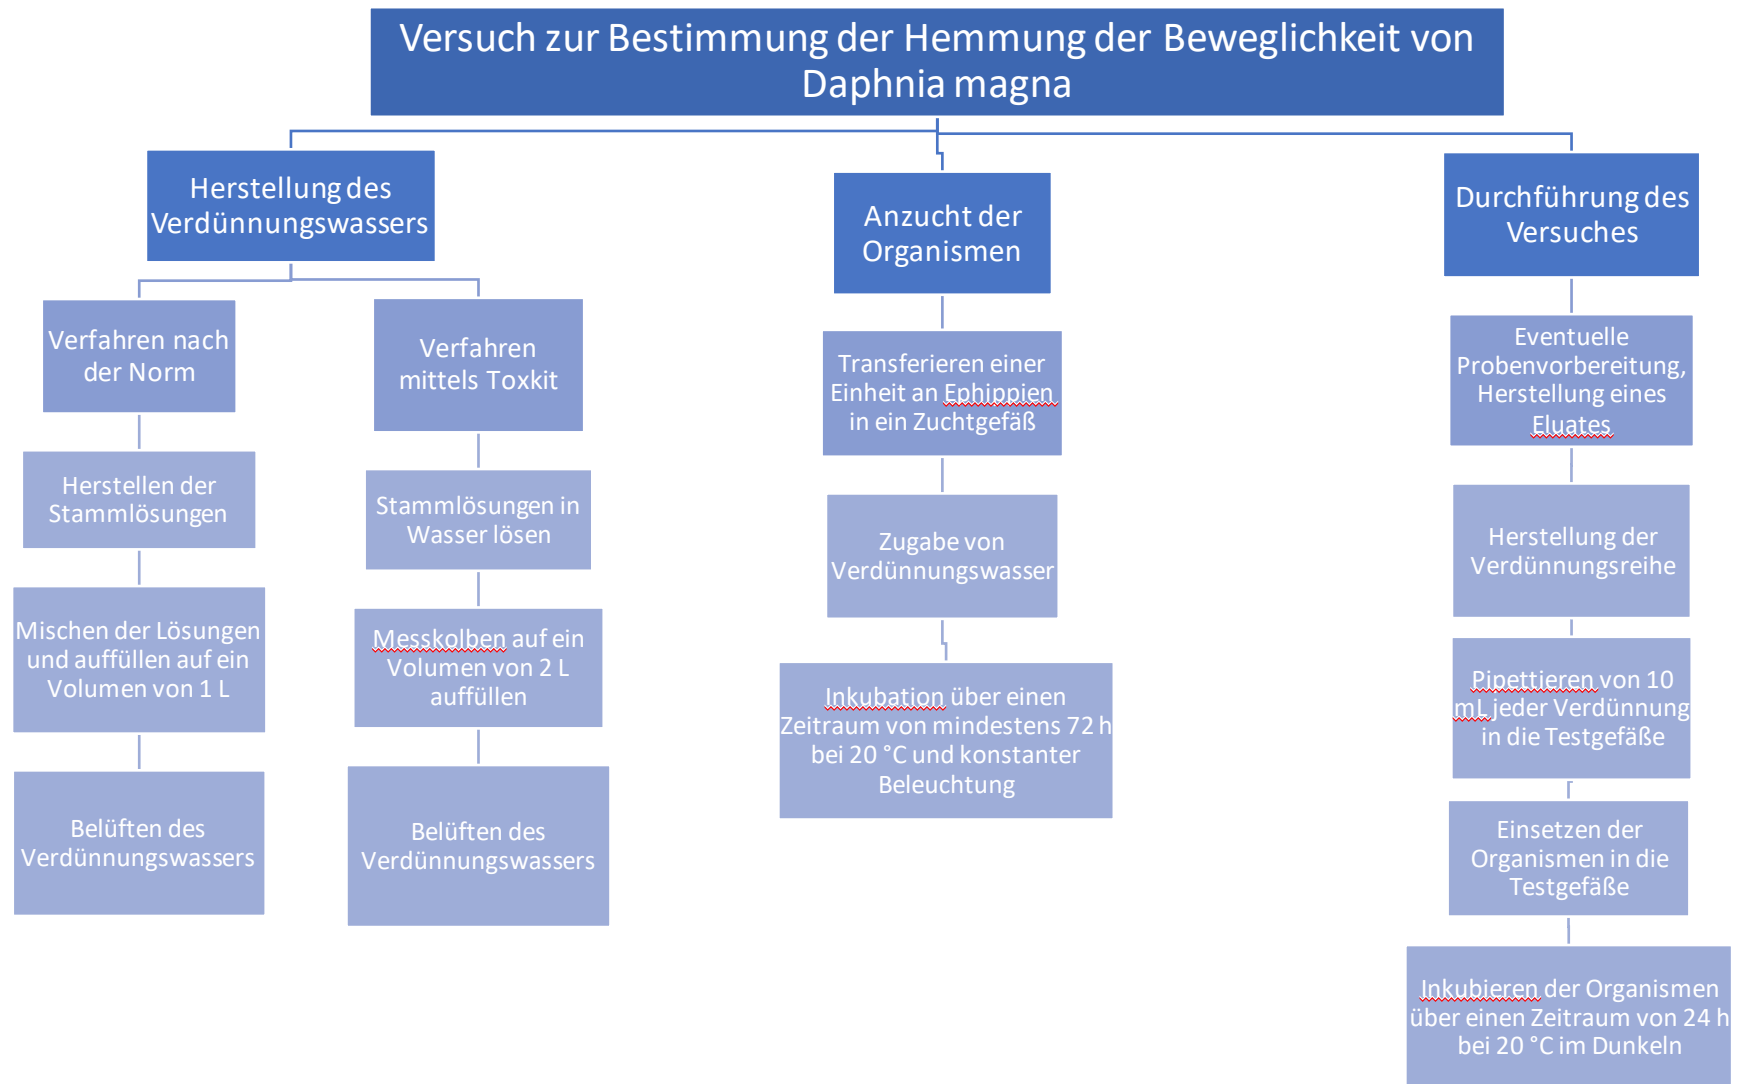 Versuch zur Bestimmung der Hemmung der Beweglichkeit von
Daphnia magna
Herstellung des
Verdünnungswassers
Verfahren nach
der Norm
Herstellen der
Stammlösungen
Mischen der Lösungen
und auffüllen auf ein
Volumen von 1 L
Belüften des
Verdünnungswassers
Verfahren
mittels Toxkit
Stammlösungen in
Wasser lösen
Messkolben auf ein
Volumen von 2 L
auffüllen
Belüften des
Verdünnungswassers
Anzucht der
Organismen
Transferieren einer
Einheit an Ephippien
in ein Zuchtgefäß
Zugabe von
Verdünnungswasser
Inkubation über einen
Zeitraum von mindestens 72 h
bei 20 °C und konstanter
Beleuchtung
Durchführung des
Versuches
Eventuelle
Probenvorbereitung,
Herstellung eines
Eluates
Herstellung der
Verdünnungsreihe
Pipettieren von 10
mL jeder Verdünnung
in die Testgefäße
Einsetzen der
Organismen in die
Testgefäße
Inkubieren der Organismen
über einen Zeitraum von 24 h
bei 20 °C im Dunkeln